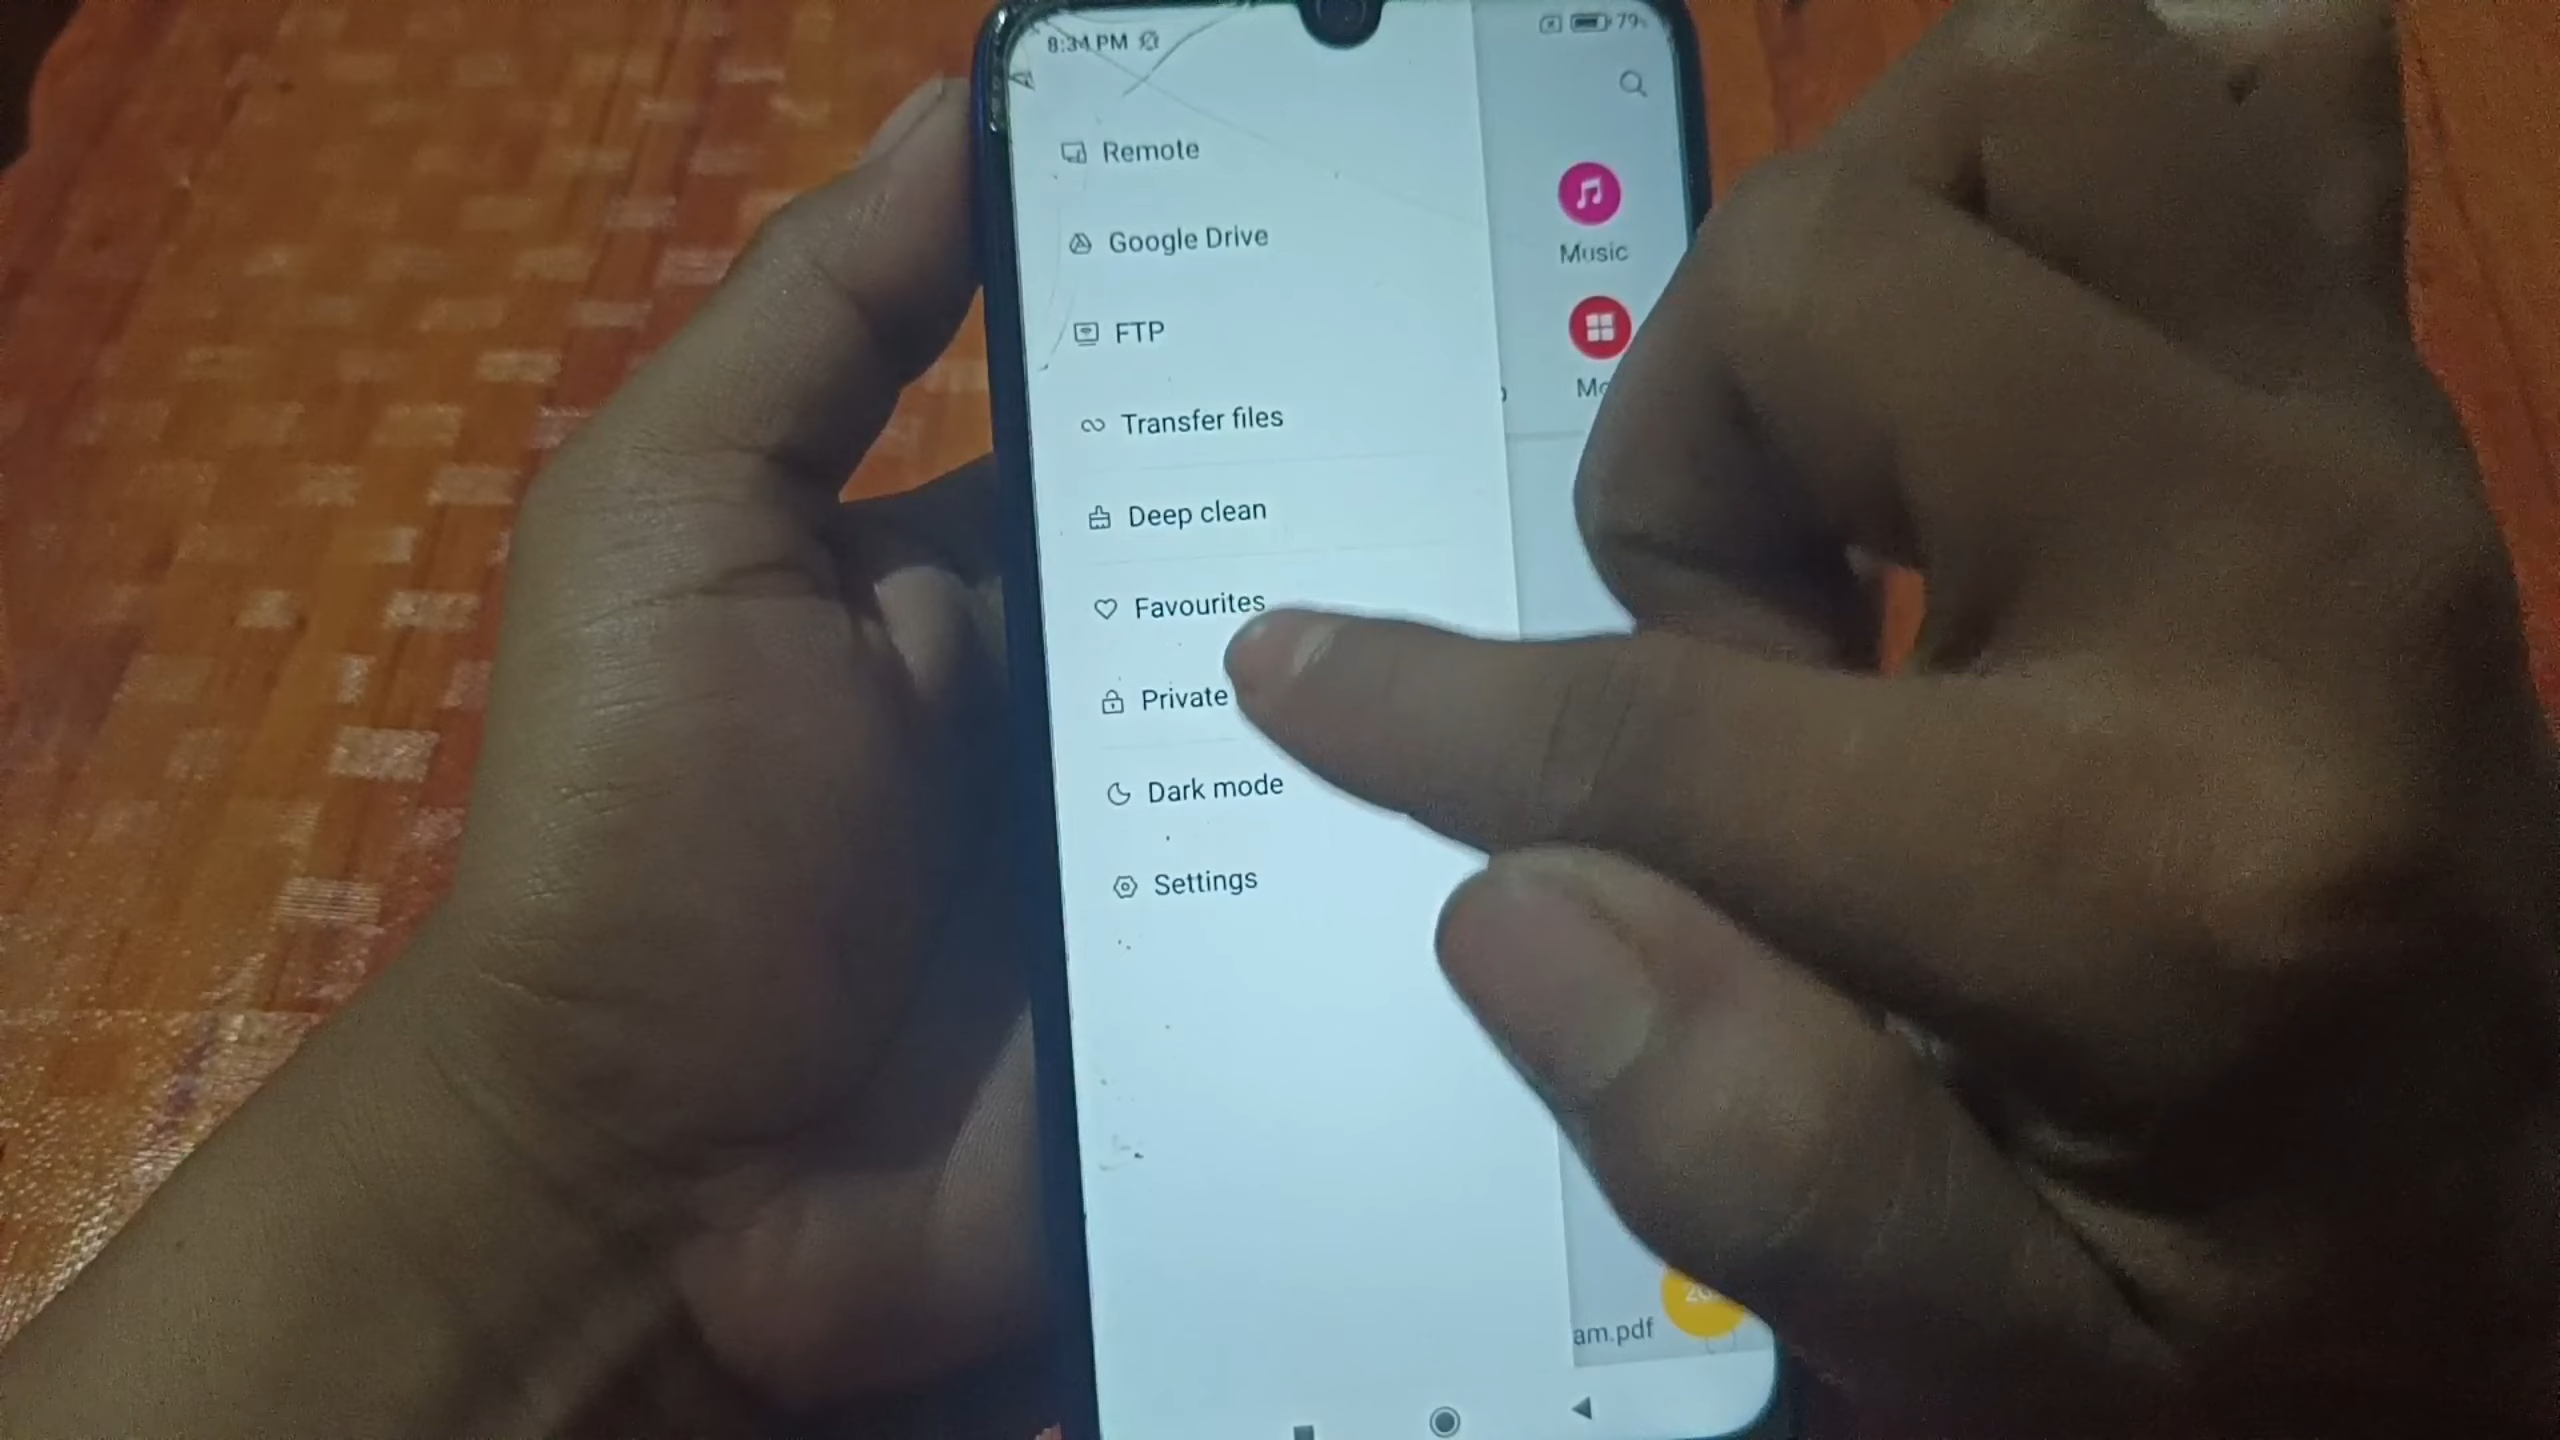 8:34 PM
79
Remote
Google Drive
FTP
Transfer files
Deep clean
Favourites
Private
Dark mode
Settings
Music
am.pdf